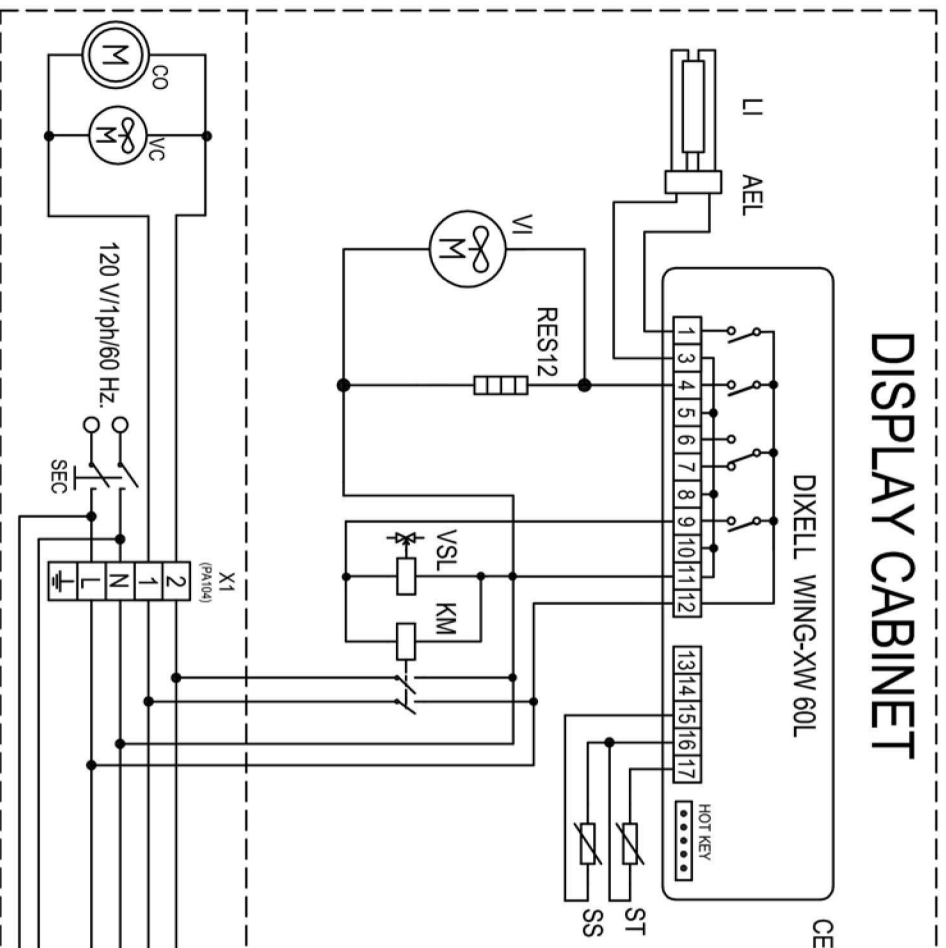 DISPLAY CABINET
CE
DIXELL WING-XW 60L
HOT KEY
1 3 4 5 6 7 8 9 10 11 12
13 14 15 16 17
LI
AEL
VI
M
RES12
VSL
KM
ST
SS
M
CO
M
VC
120 V/1ph/60 Hz.
SEC
X1
(PA104)
2
1
N
L